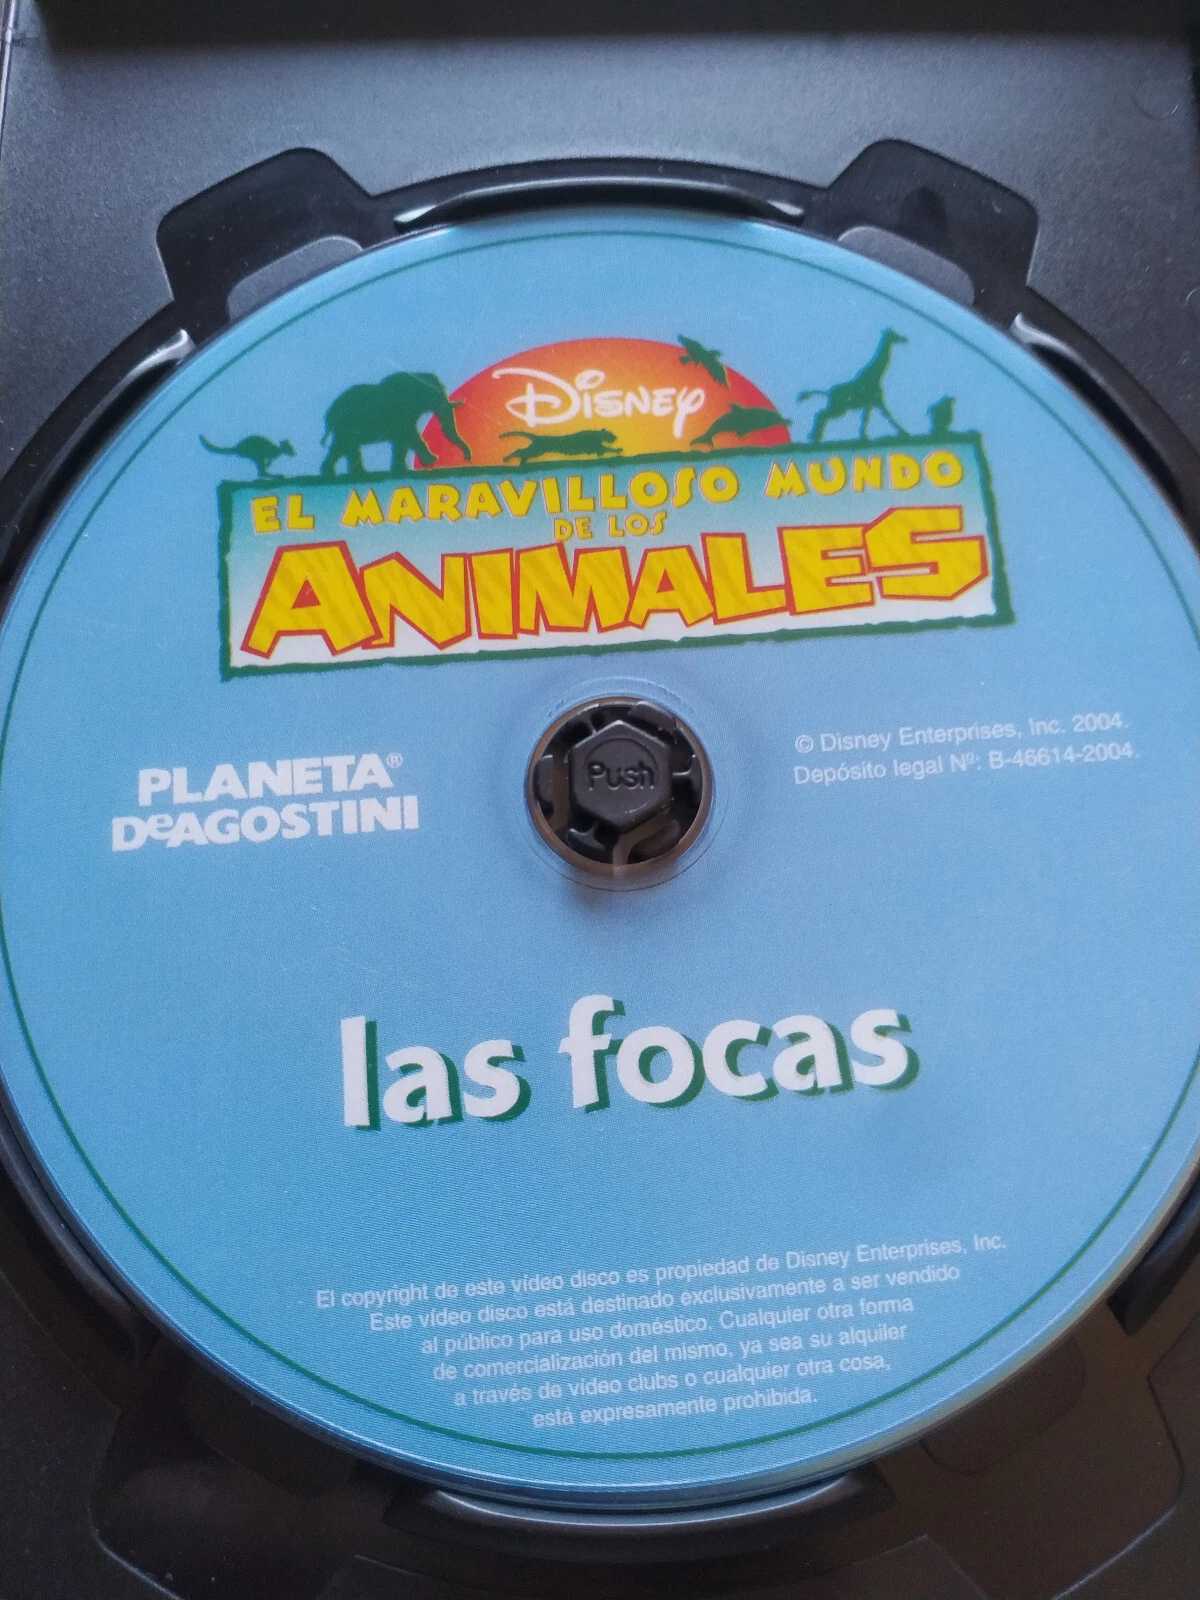 Disney
EL MARAVILLOSO MUNDO
DE LOS
ANIMALES
PLANETA®
DeAGOSTINI
Push
© Disney Enterprises, Inc. 2004.
Depósito legal Nº: B-46614-2004.
las focas
El copyright de este vídeo disco es propiedad de Disney Enterprises, Inc.
Este vídeo disco está destinado exclusivamente a ser vendido
al público para uso doméstico. Cualquier otra forma
de comercialización del mismo, ya sea su alquiler
a través de vídeo clubs o cualquier otra cosa,
está expresamente prohibida.